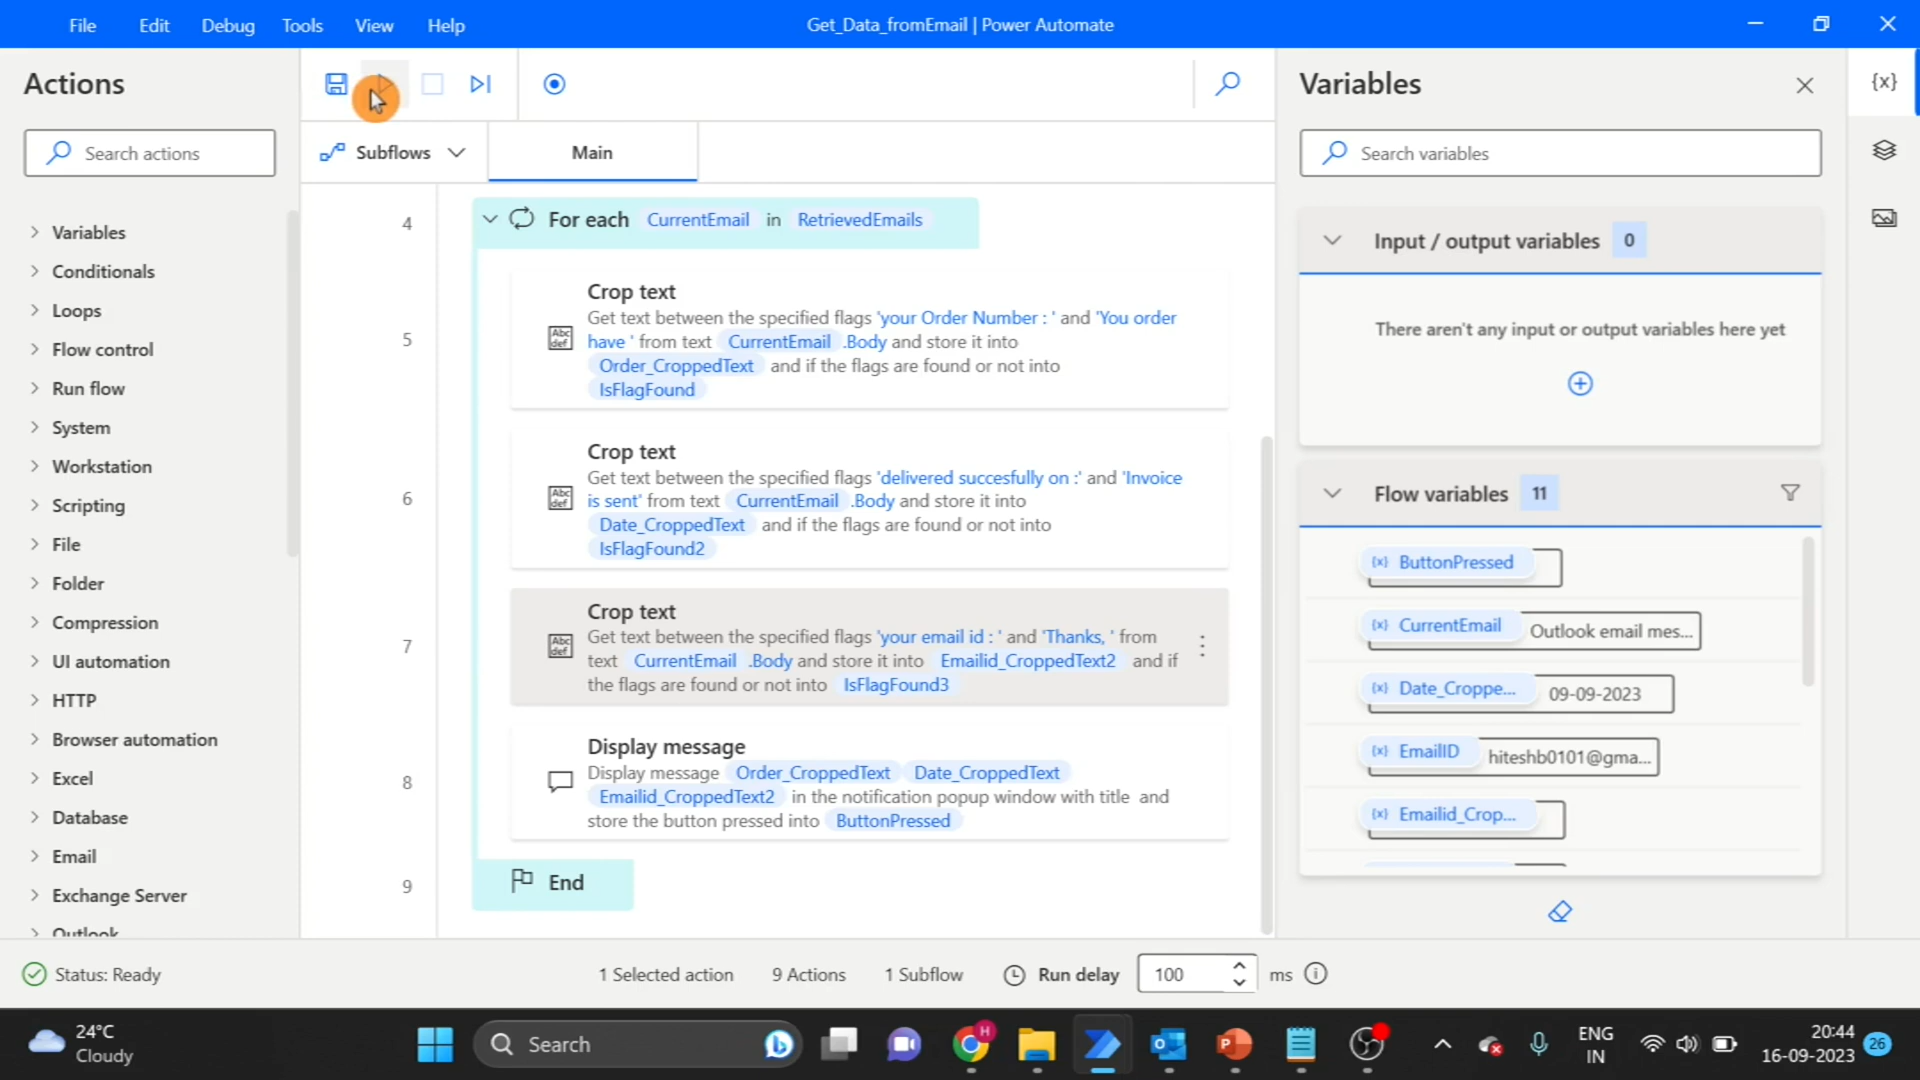 File Edit Debug Tools View Help
Get_Data_fromEmail | Power Automate
Actions
Search actions
Variables
Conditionals
Loops
Flow control
Run flow
System
Workstation
Scripting
File
Folder
Compression
UI automation
HTTP
Browser automation
Excel
Database
Email
Exchange Server
Outlook
Subflows
Main
4
For each CurrentEmail in RetrievedEmails
5
Crop text
Get text between the specified flags 'your Order Number : ' and 'You order
have ' from text CurrentEmail .Body and store it into
Order_CroppedText and if the flags are found or not into
IsFlagFound
6
Crop text
Get text between the specified flags 'delivered succesfully on :' and 'Invoice
is sent' from text CurrentEmail .Body and store it into
Date_CroppedText and if the flags are found or not into
IsFlagFound2
7
Crop text
Get text between the specified flags 'your email id : ' and 'Thanks, ' from
text CurrentEmail .Body and store it into Emailid_CroppedText2 and if
the flags are found or not into IsFlagFound3
8
Display message
Display message Order_CroppedText Date_CroppedText
Emailid_CroppedText2 in the notification popup window with title and
store the button pressed into ButtonPressed
9
End
Variables
{x}
Search variables
Input / output variables 0
There aren't any input or output variables here yet
Flow variables 11
{x} ButtonPressed
{x} CurrentEmail Outlook email mes...
{x} Date_Croppe... 09-09-2023
{x} EmailID hiteshb0101@gma...
{x} Emailid_Crop...
Status: Ready
1 Selected action
9 Actions
1 Subflow
Run delay
100
ms
24°C
Cloudy
Search
H
ENG
IN
20:44
16-09-2023
26